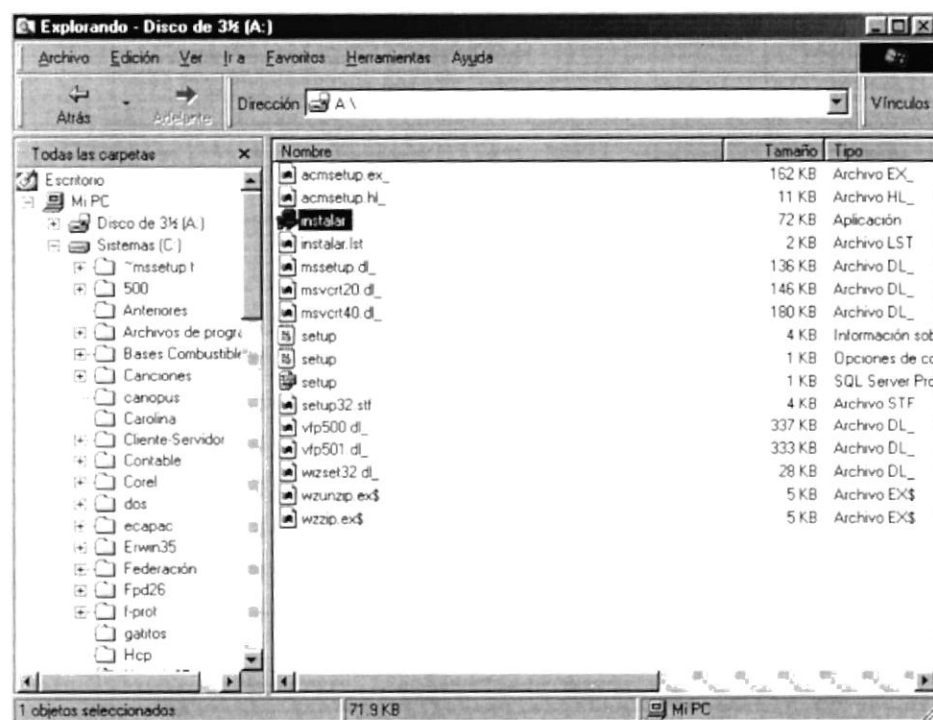 Explorando - Disco de 3½ (A:)
Archivo Edición Ver Ir a Favoritos Herramientas Ayuda
Atrás Adelante Dirección A:\ Vínculos
Todas las carpetas x
Escritorio
Mi PC
Disco de 3½ (A:)
Sistemas (C:)
~mssetup.t
500
Anteriores
Archivos de progra
Bases Combustible
Canciones
canopus
Carolina
Cliente-Servidor
Contable
Corel
dos
ecapac
Erwin35
Federación
Fpd26
f-prot
gatitos
Hcp
Nombre Tamaño Tipo
acmsetup.ex_ 162 KB Archivo EX_
acmsetup.hl_ 11 KB Archivo HL_
instalar 72 KB Aplicación
instalar.lst 2 KB Archivo LST
mssetup.dl_ 136 KB Archivo DL_
msvcrt20.dl_ 146 KB Archivo DL_
msvcrt40.dl_ 180 KB Archivo DL_
setup 4 KB Información sob
setup 1 KB Opciones de co
setup 1 KB SQL Server Pro
setup32.stf 4 KB Archivo STF
vfp500.dl_ 337 KB Archivo DL_
vfp501.dl_ 333 KB Archivo DL_
wizset32.dl_ 28 KB Archivo DL_
wzunzip.ex$ 5 KB Archivo EX$
wzzip.ex$ 5 KB Archivo EX$
1 objetos seleccionados 71.9 KB Mi PC